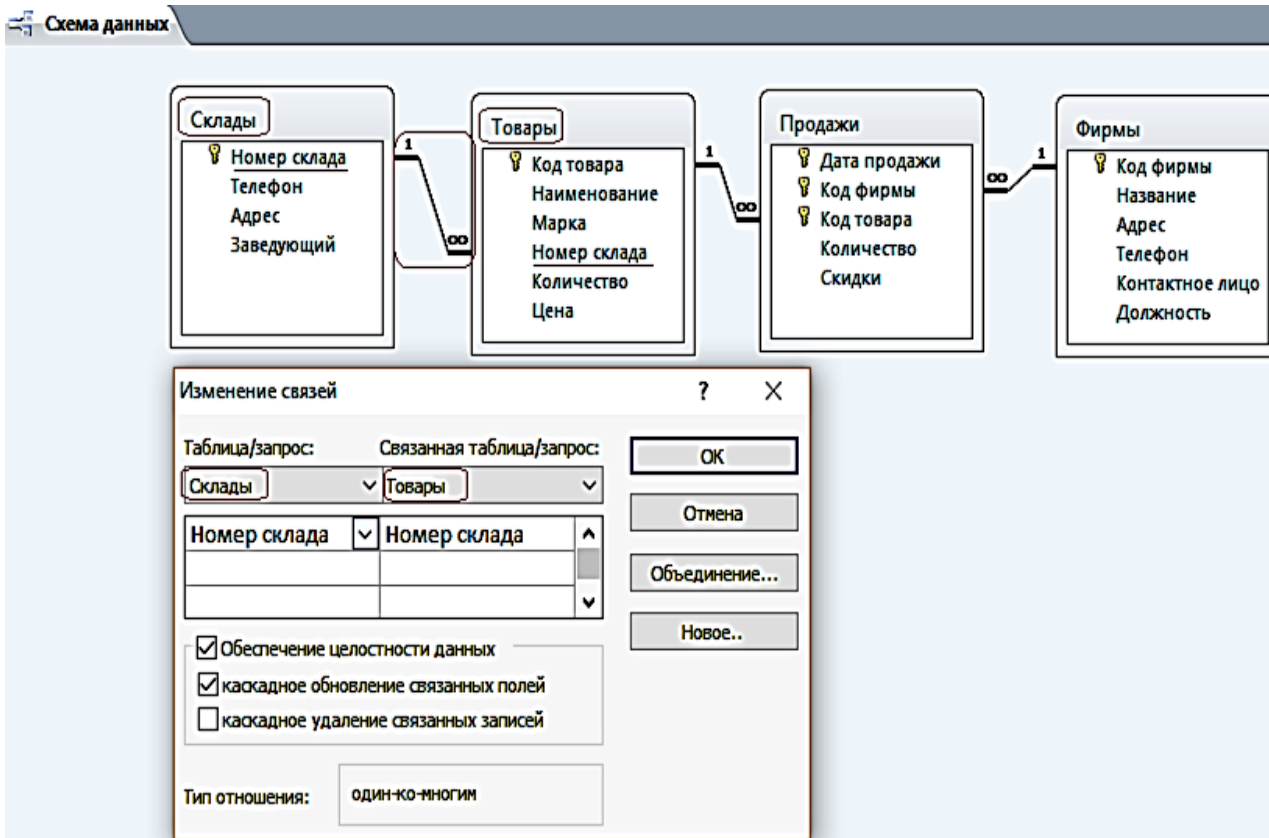 Схема данных
Склады
Номер склада
Телефон
Адрес
Заведующий
1
∞
Товары
Код товара
Наименование
Марка
Номер склада
Количество
Цена
1
∞
Продажи
Дата продажи
Код фирмы
Код товара
Количество
Скидки
∞
1
Фирмы
Код фирмы
Название
Адрес
Телефон
Контактное лицо
Должность
Изменение связей ? X
Таблица/запрос: Связанная таблица/запрос:
Склады Товары
Номер склада Номер склада
ОК
Отмена
Объединение...
Новое..
Обеспечение целостности данных
каскадное обновление связанных полей
каскадное удаление связанных записей
Тип отношения: один-ко-многим